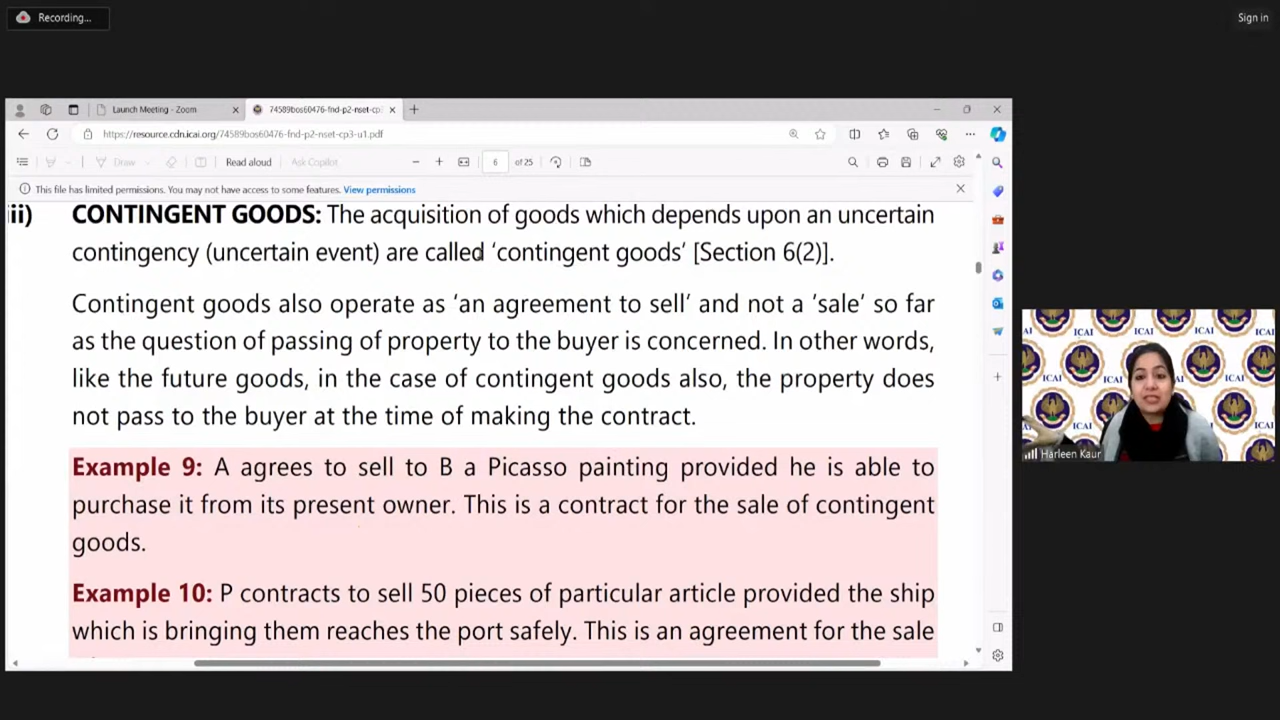 Recording...
Sign in
Launch Meeting - Zoom
74589bos60476-fnd-p2-nset-cp
https://resource.cdn.icai.org/74589bos60476-fnd-p2-nset-cp3-u1.pdf
Draw
Read aloud
Ask Copilot
6 of 25
This file has limited permissions. You may not have access to some features. View permissions
ii) CONTINGENT GOODS: The acquisition of goods which depends upon an uncertain
contingency (uncertain event) are called ‘contingent goods’ [Section 6(2)].
Contingent goods also operate as ‘an agreement to sell’ and not a ‘sale’ so far
as the question of passing of property to the buyer is concerned. In other words,
like the future goods, in the case of contingent goods also, the property does
not pass to the buyer at the time of making the contract.
Example 9: A agrees to sell to B a Picasso painting provided he is able to
purchase it from its present owner. This is a contract for the sale of contingent
goods.
Example 10: P contracts to sell 50 pieces of particular article provided the ship
which is bringing them reaches the port safely. This is an agreement for the sale
ICAI
ICAI
ICAI
ICAI
Harleen Kaur